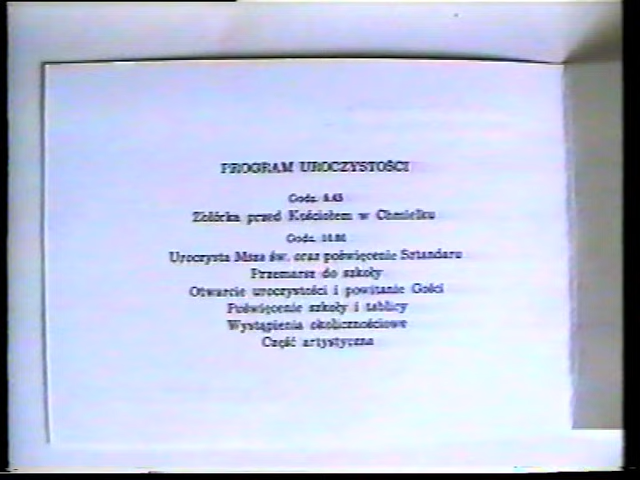 PROGRAM UROCZYSTOŚCI
Godz. 9.45
Zbiórka przed Kościołem w Chmielku
Godz. 10.00
Uroczysta Msza św. oraz poświęcenie Sztandaru
Przemarsz do szkoły
Otwarcie uroczystości i powitanie Gości
Poświęcenie szkoły i tablicy
Wystąpienia okolicznościowe
Część artystyczna